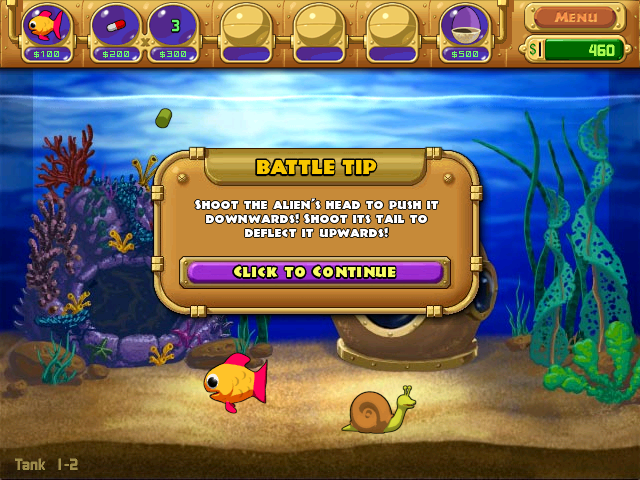 3
MENU
$100
$200
x
$300
$500
$ 460
BATTLE TIP
SHOOT THE ALIEN'S HEAD TO PUSH IT
DOWNWARDS! SHOOT ITS TAIL TO
DEFLECT IT UPWARDS!
CLICK TO CONTINUE
Tank 1-2